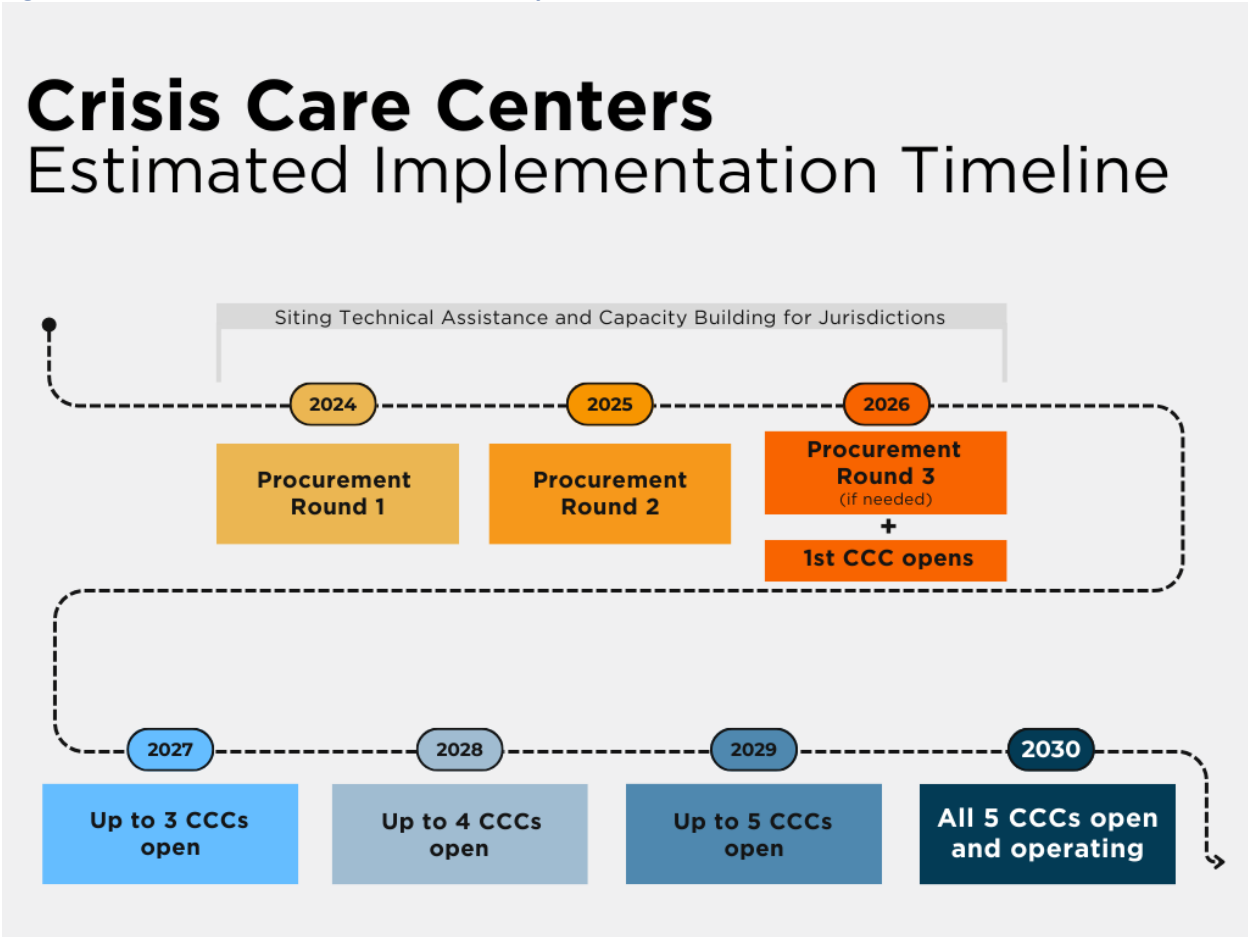 Crisis Care Centers
Estimated Implementation Timeline
Siting Technical Assistance and Capacity Building for Jurisdictions
2024
2025
2026
Procurement
Round 1
Procurement
Round 2
Procurement
Round 3
(if needed)
+
1st CCC opens
2027
2028
2029
2030
Up to 3 CCCs
open
Up to 4 CCCs
open
Up to 5 CCCs
open
All 5 CCCs open
and operating